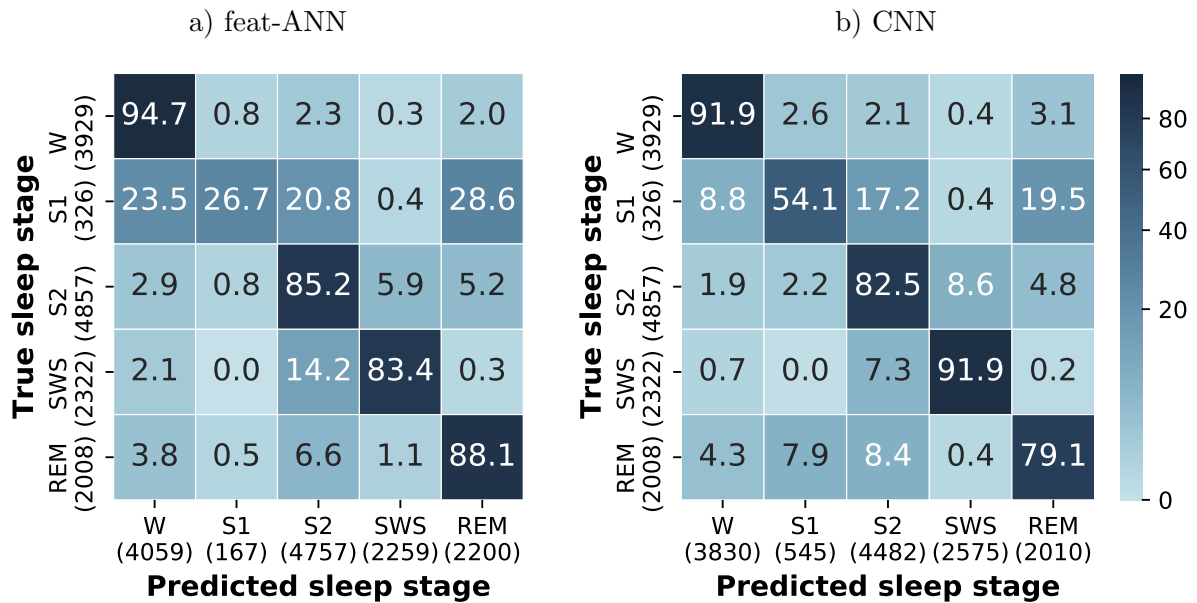 a) feat-ANN
b) CNN
True sleep stage
W
(3929)
94.7 0.8 2.3 0.3 2.0
S1
(326)
23.5 26.7 20.8 0.4 28.6
S2
(4857)
2.9 0.8 85.2 5.9 5.2
SWS
(2322)
2.1 0.0 14.2 83.4 0.3
REM
(2008)
3.8 0.5 6.6 1.1 88.1
W S1 S2 SWS REM
(4059) (167) (4757) (2259) (2200)
Predicted sleep stage
True sleep stage
W
(3929)
91.9 2.6 2.1 0.4 3.1
S1
(326)
8.8 54.1 17.2 0.4 19.5
S2
(4857)
1.9 2.2 82.5 8.6 4.8
SWS
(2322)
0.7 0.0 7.3 91.9 0.2
REM
(2008)
4.3 7.9 8.4 0.4 79.1
W S1 S2 SWS REM
(3830) (545) (4482) (2575) (2010)
Predicted sleep stage
80
60
40
20
0